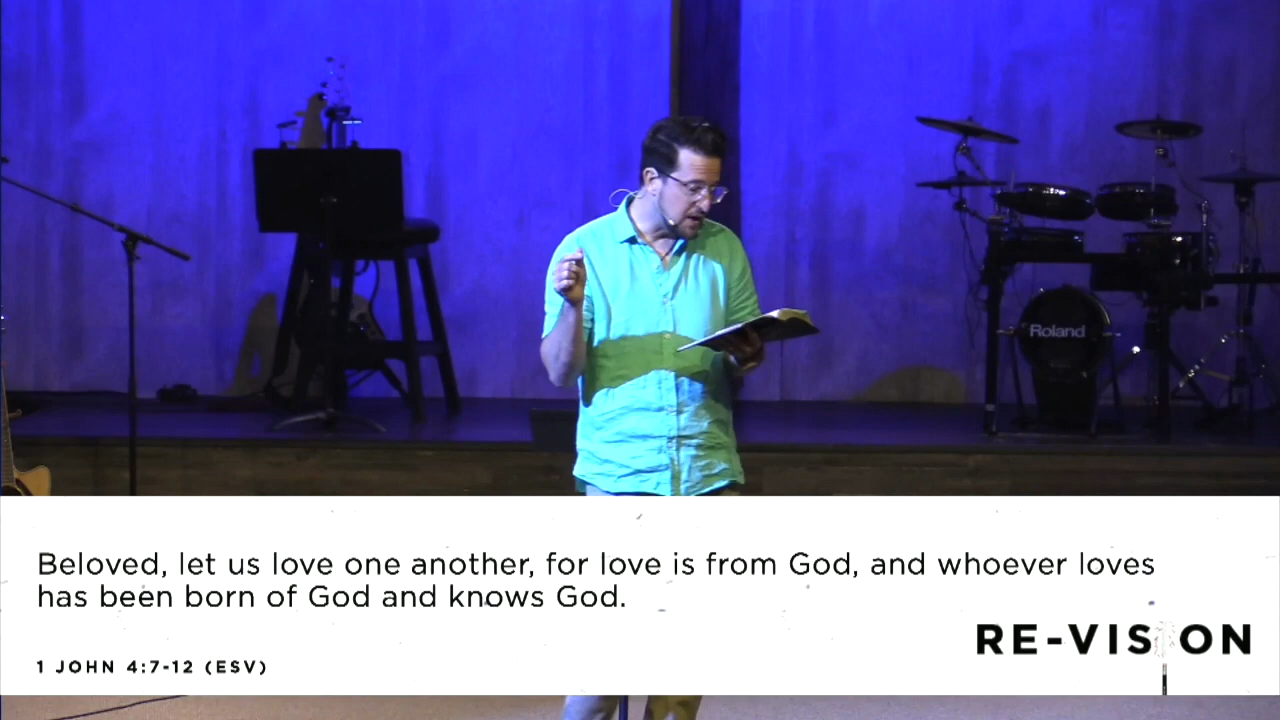 Roland
Beloved, let us love one another, for love is from God, and whoever loves
has been born of God and knows God.
RE-VISION
1 JOHN 4:7-12 (ESV)